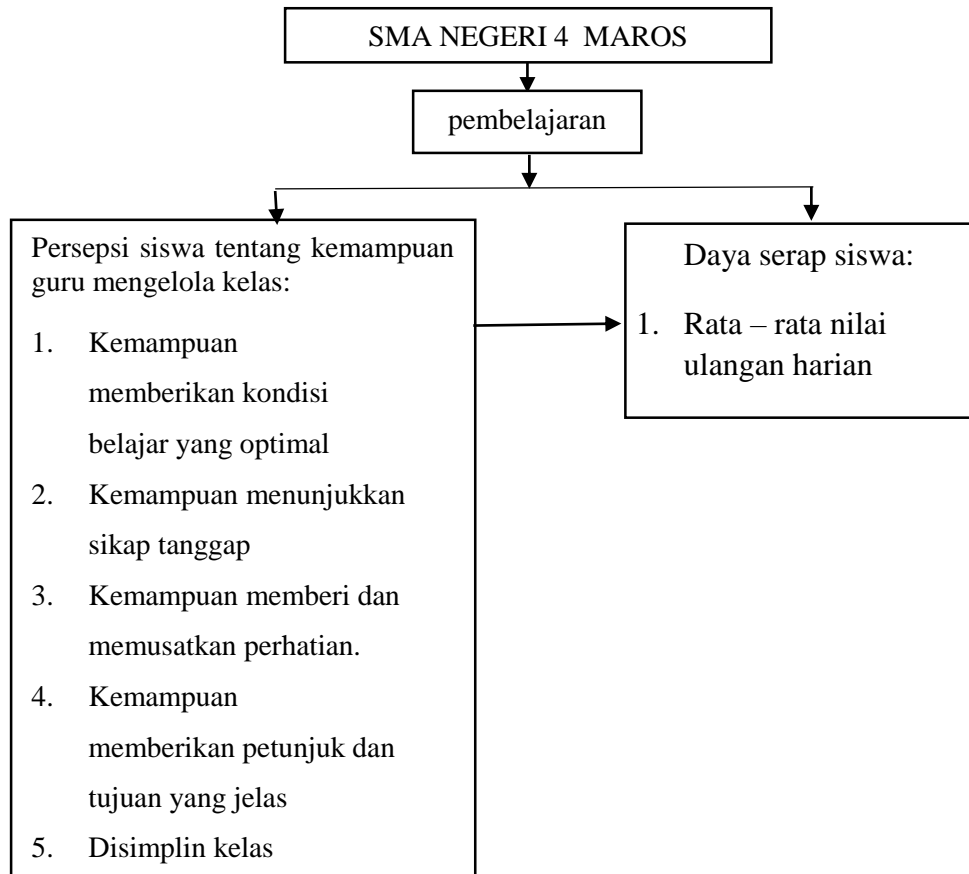 SMA NEGERI 4 MAROS
pembelajaran
Persepsi siswa tentang kemampuan
guru mengelola kelas:
1. Kemampuan
memberikan kondisi
belajar yang optimal
2. Kemampuan menunjukkan
sikap tanggap
3. Kemampuan memberi dan
memusatkan perhatian.
4. Kemampuan
memberikan petunjuk dan
tujuan yang jelas
5. Disimplin kelas
Daya serap siswa:
1. Rata – rata nilai
ulangan harian